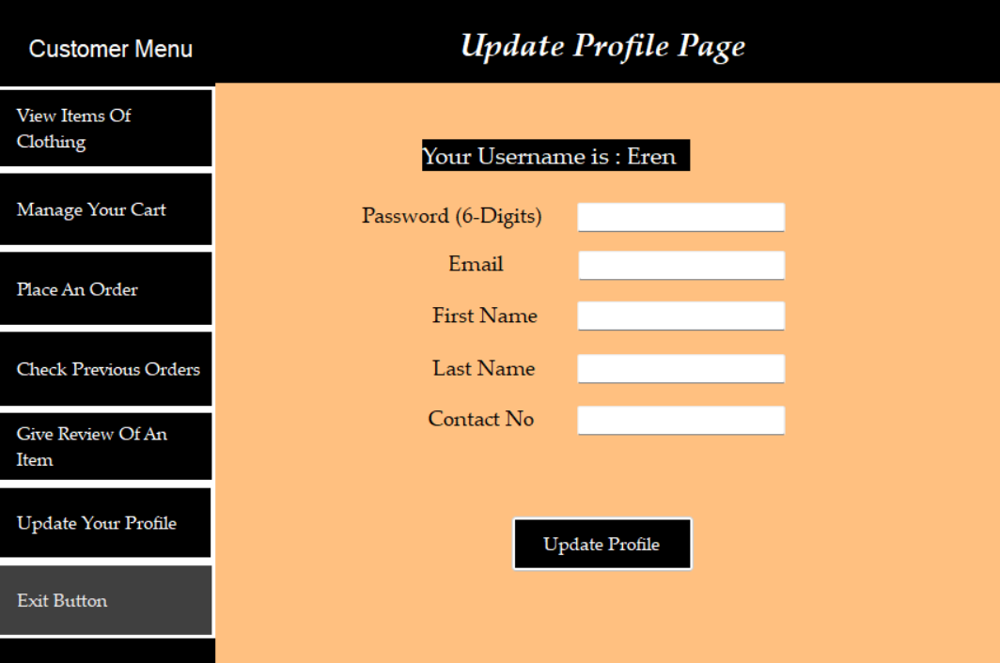 Customer Menu
Update Profile Page
View Items Of
Clothing
Manage Your Cart
Place An Order
Check Previous Orders
Give Review Of An
Item
Update Your Profile
Exit Button
Your Username is : Eren
Password (6-Digits)
Email
First Name
Last Name
Contact No
Update Profile